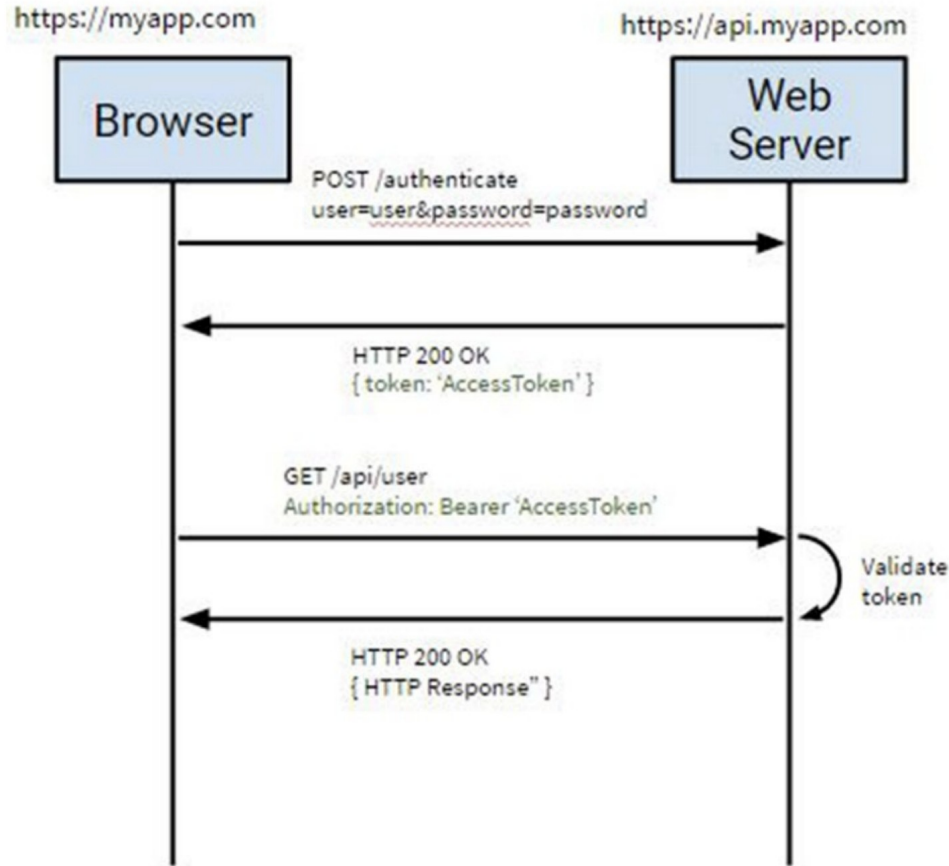 https://myapp.com
https://api.myapp.com
Browser
Web
Server
POST /authenticate
user=user&password=password
HTTP 200 OK
{ token: ‘AccessToken’ }
GET /api/user
Authorization: Bearer ‘AccessToken’
Validate
token
HTTP 200 OK
{ HTTP Response” }